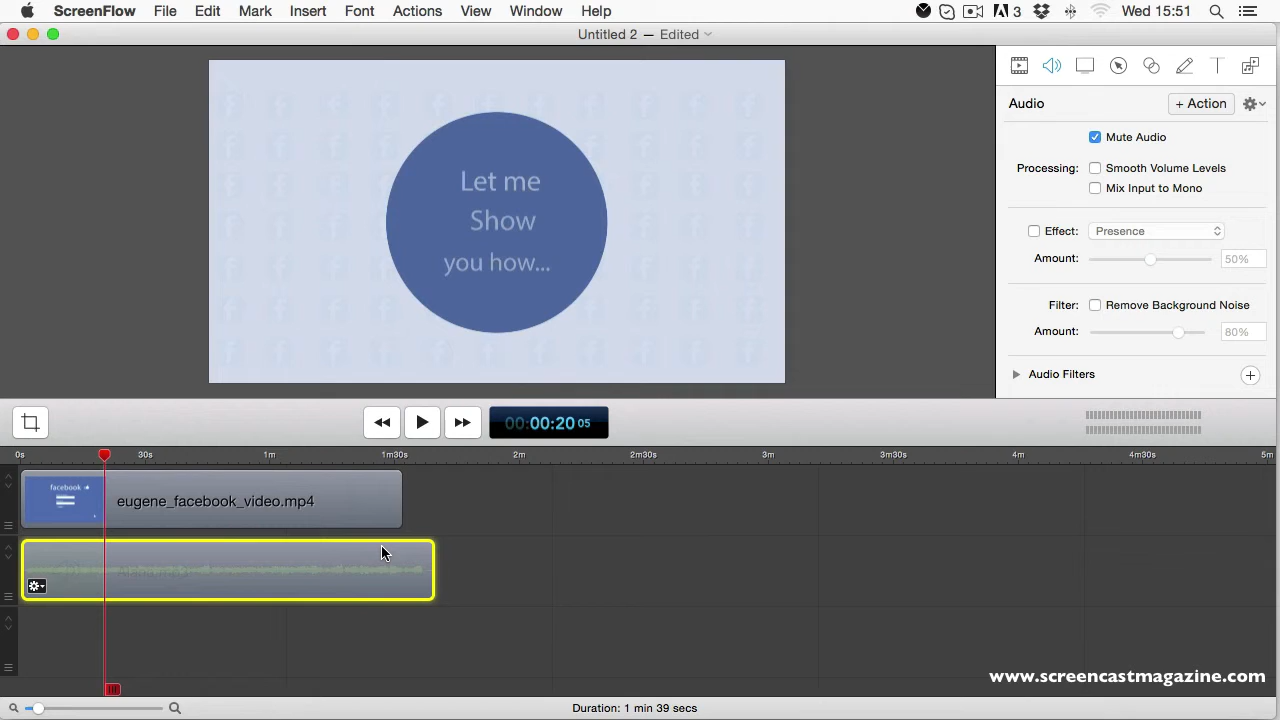 ScreenFlow File Edit Mark Insert Font Actions View Window Help 3 Wed 15:51
Untitled 2 — Edited
Let me
Show
you how...
Audio + Action
Mute Audio
Processing: Smooth Volume Levels
Mix Input to Mono
Effect: Presence
Amount: 50%
Filter: Remove Background Noise
Amount: 80%
Audio Filters
00:00:20 05
0s 30s 1m 1m30s 2m 2m30s 3m 3m30s 4m 4m30s 5m
facebook
eugene_facebook_video.mp4
www.screencastmagazine.com
Duration: 1 min 39 secs